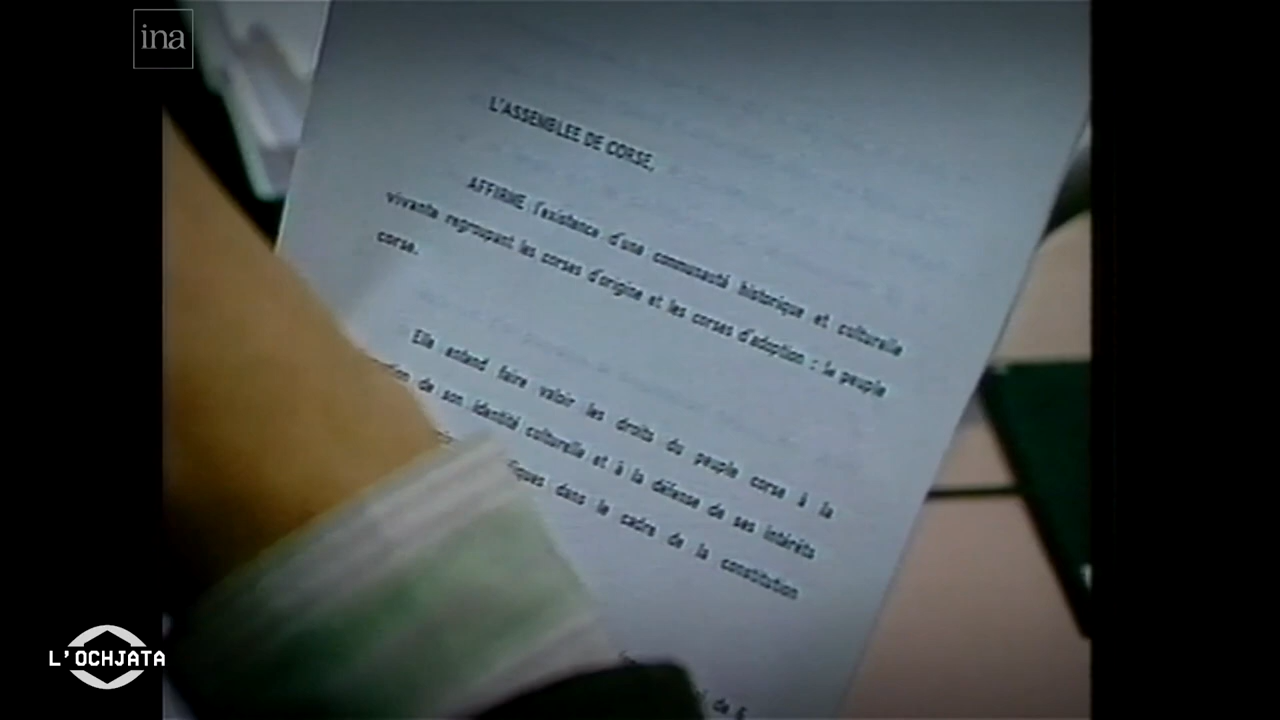 ina
L'ASSEMBLEE DE CORSE,
AFFIRME l'existence d'une communauté historique et culturelle
vivante regroupant les corses d'origine et les corses d'adoption : le peuple
corse.
Elle entend faire valoir les droits du peuple corse à la
de son identité culturelle et à la défense de ses intérêts
dans le cadre de la constitution
de 6
L'OCHJATA